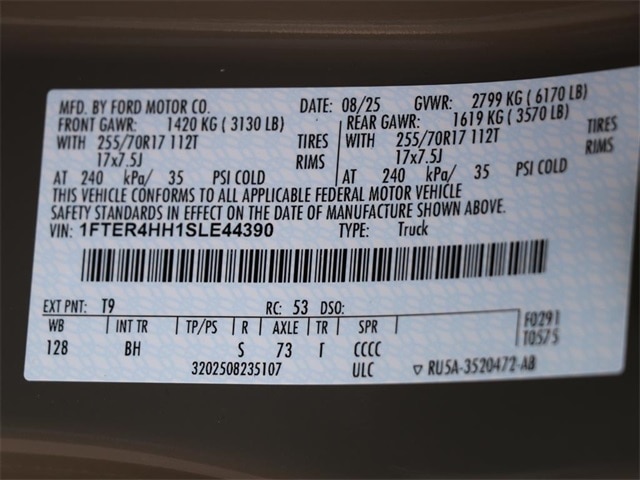 MFD. BY FORD MOTOR CO. DATE: 08/25 GVWR: 2799 KG ( 6170 LB)
FRONT GAWR: 1420 KG ( 3130 LB) REAR GAWR: 1619 KG ( 3570 LB)
WITH 255/70R17 112T TIRES WITH 255/70R17 112T TIRES
17x7.5J RIMS 17x7.5J RIMS
AT 240 kPa/ 35 PSI COLD AT 240 kPa/ 35 PSI COLD
THIS VEHICLE CONFORMS TO ALL APPLICABLE FEDERAL MOTOR VEHICLE
SAFETY STANDARDS IN EFFECT ON THE DATE OF MANUFACTURE SHOWN ABOVE.
VIN: 1FTER4HH1SLE44390 TYPE: Truck
EXT PNT: T9 RC: 53 DSO:
WB INT TR TP/PS R AXLE TR SPR F0291
128 BH S 73 T CCCC T0575
3202508235107 ULC ▽ RU5A-3520472-AB